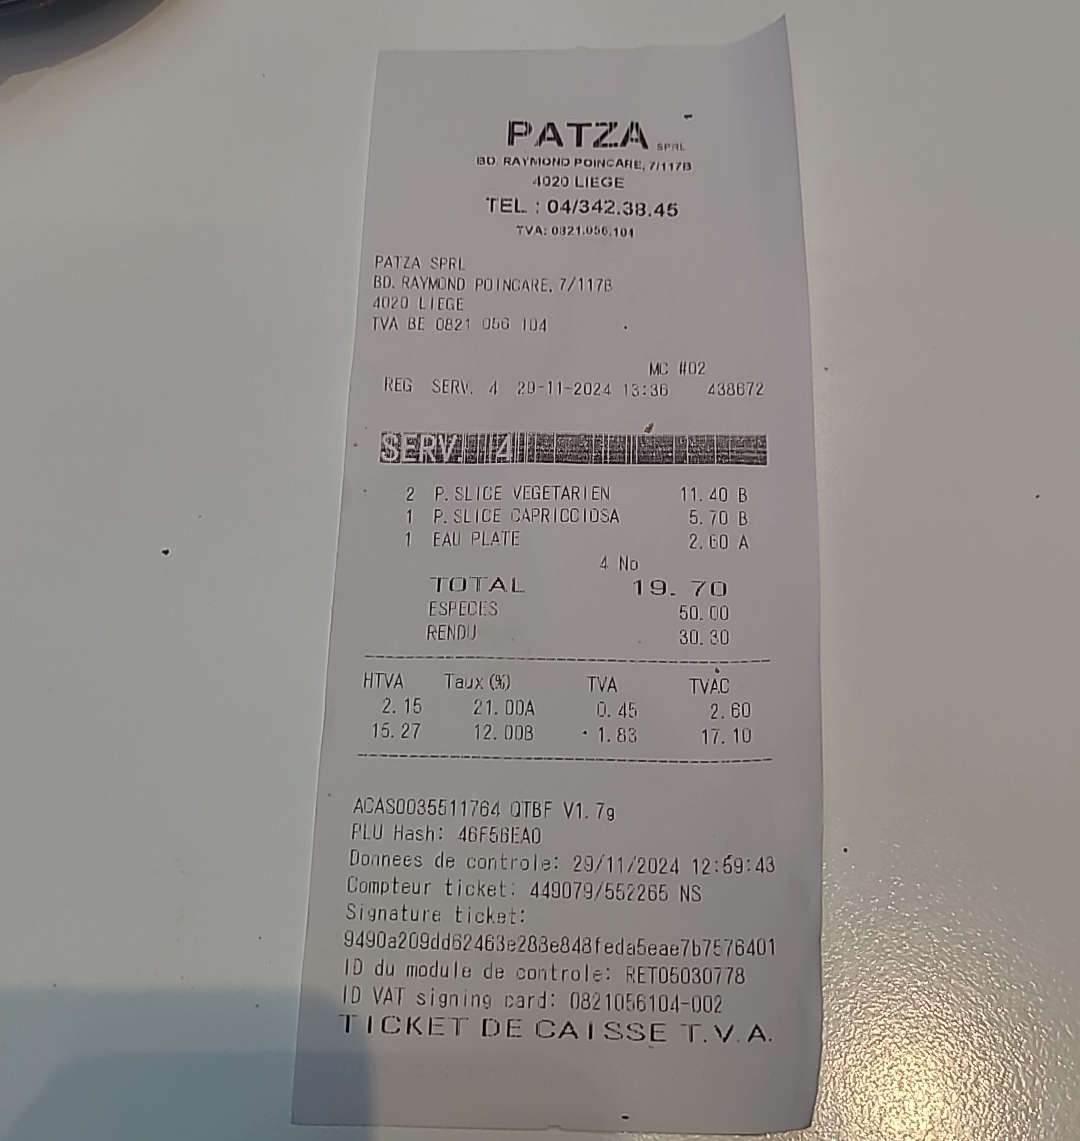 PATZA SPRL
BD. RAYMOND POINCARE, 7/117B
4020 LIEGE
TEL. : 04/342.38.45
TVA: 0821.056.104
PATZA SPRL
BD. RAYMOND POINCARE, 7/117B
4020 LIEGE
TVA BE 0821 056 104
MC #02
REG SERV. 4 29-11-2024 13:36 438672
SERV. 4
2 P. SLICE VEGETARIEN 11.40 B
1 P. SLICE CAPRICCIOSA 5.70 B
1 EAU PLATE 2.60 A
4 No
TOTAL 19.70
ESPECES 50.00
RENDU 30.30
HTVA Taux (%) TVA TVAC
2.15 21.00A 0.45 2.60
15.27 12.00B 1.83 17.10
ACAS0035511764 QTBF V1.7g
PLU Hash: 46F56EA0
Donnees de controle: 29/11/2024 12:59:43
Compteur ticket: 449079/552265 NS
Signature ticket:
9490a209dd62463e283e848feda5eae7b7576401
ID du module de controle: RET05030778
ID VAT signing card: 0821056104-002
TICKET DE CAISSE T.V.A.